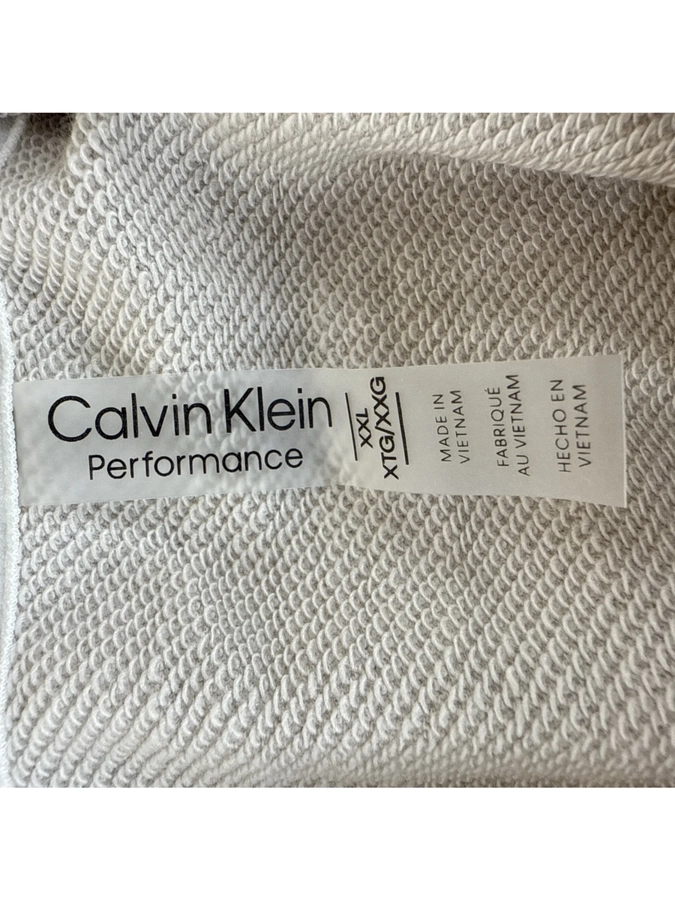 Calvin Klein
Performance
XXL
XTG/XXG
MADE IN
VIETNAM
FABRIQUÉ
AU VIETNAM
HECHO EN
VIETNAM